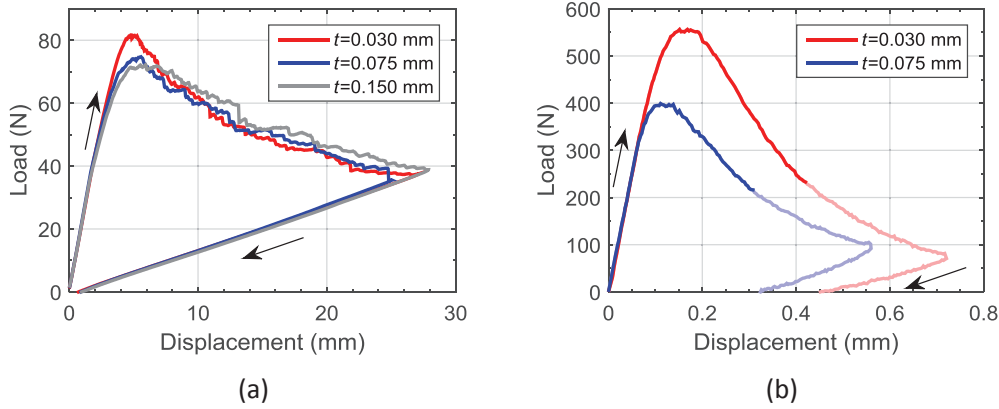 80
60
40
20
0
Load (N)
0 10 20 30
Displacement (mm)
t=0.030 mm
t=0.075 mm
t=0.150 mm
(a)
600
500
400
300
200
100
0
Load (N)
0 0.2 0.4 0.6 0.8
Displacement (mm)
t=0.030 mm
t=0.075 mm
(b)